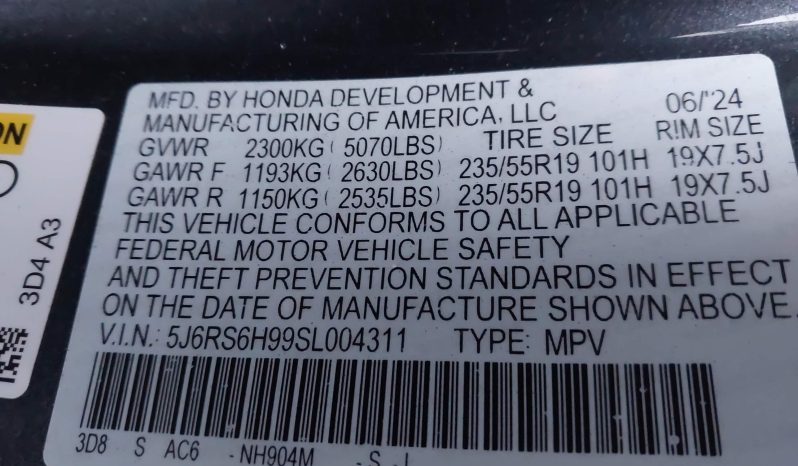 MFD. BY HONDA DEVELOPMENT &
MANUFACTURING OF AMERICA, LLC 06/'24
GVWR 2300KG ( 5070LBS) TIRE SIZE RIM SIZE
GAWR F 1193KG ( 2630LBS) 235/55R19 101H 19X7.5J
GAWR R 1150KG ( 2535LBS) 235/55R19 101H 19X7.5J
THIS VEHICLE CONFORMS TO ALL APPLICABLE
FEDERAL MOTOR VEHICLE SAFETY
AND THEFT PREVENTION STANDARDS IN EFFECT
ON THE DATE OF MANUFACTURE SHOWN ABOVE.
V.I.N.: 5J6RS6H99SL004311 TYPE: MPV
3D8 S AC6 - NH904M - S - 
3D4 A3